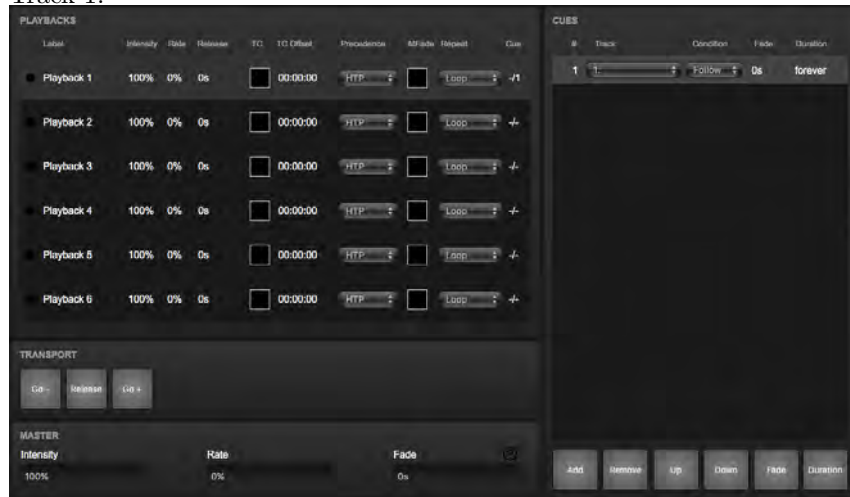 Track 1.
PLAYBACKS
Label Intensity Rate Release TC TC Offset Precedence XFade Repeat Cue
Playback 1 100% 0% 0s 00:00:00 HTP Loop -/1
Playback 2 100% 0% 0s 00:00:00 HTP Loop -/-
Playback 3 100% 0% 0s 00:00:00 HTP Loop -/-
Playback 4 100% 0% 0s 00:00:00 HTP Loop -/-
Playback 5 100% 0% 0s 00:00:00 HTP Loop -/-
Playback 6 100% 0% 0s 00:00:00 HTP Loop -/-
TRANSPORT
Go - Release Go +
MASTER
Intensity Rate Fade
100% 0% 0s
CUES
# Track Condition Fade Duration
1 1. Follow 0s forever
Add Remove Up Down Fade Duration